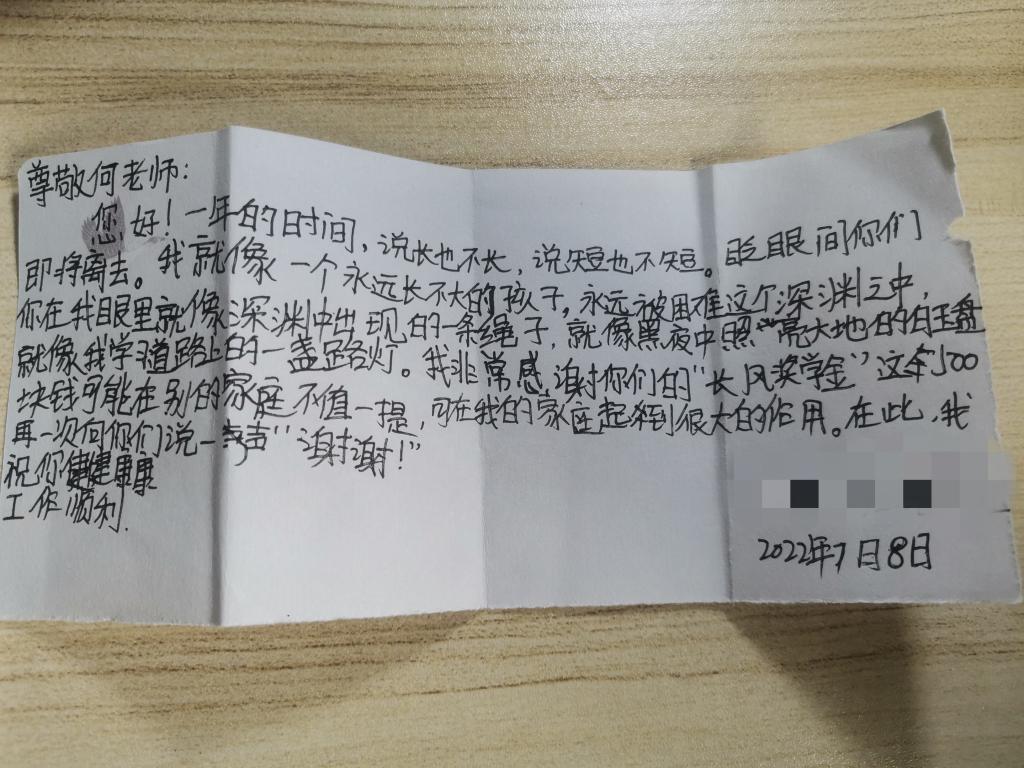 尊敬何老师：
您好！一年的时间，说长也不长，说短也不短。眨眼间你们
即将离去。我就像一个永远长不大的孩子，永远被困难这个深渊之中，
你在我眼里就像深渊中出现的一条绳子，就像黑夜中照亮大地的白玉盘
就像我学习道路上的一盏路灯。我非常感谢你们的“长风奖学金”这笔500
块钱可能在别的家庭不值一提，可在我的家庭起来到很大的作用。在此，我
再一次向你们说一声“谢谢！”
祝你健康
工作顺利.
2022年7月8日